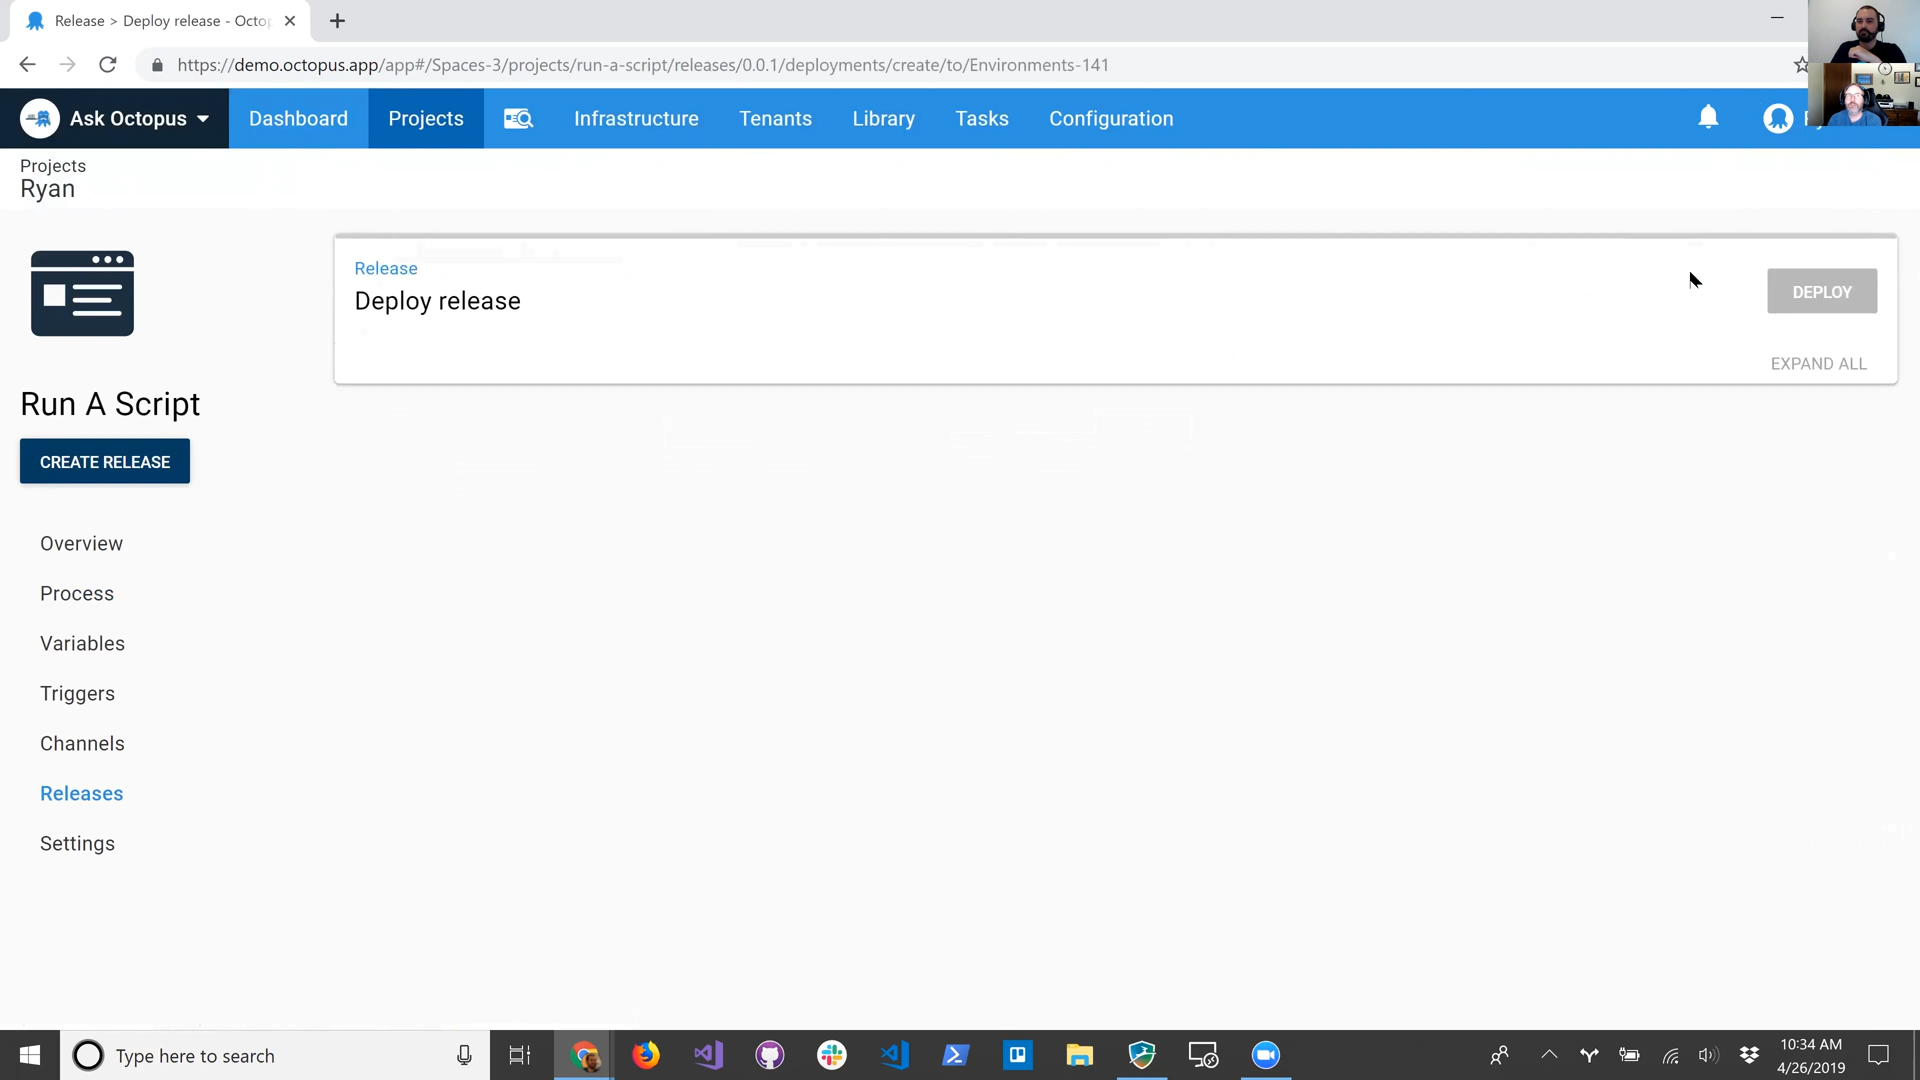 Release > Deploy release - Octop
https://demo.octopus.app/app#/Spaces-3/projects/run-a-script/releases/0.0.1/deployments/create/to/Environments-141
Ask Octopus
Dashboard
Projects
Infrastructure
Tenants
Library
Tasks
Configuration
Projects
Ryan
Release
Deploy release
DEPLOY
EXPAND ALL
Run A Script
CREATE RELEASE
Overview
Process
Variables
Triggers
Channels
Releases
Settings
Type here to search
10:34 AM
4/26/2019